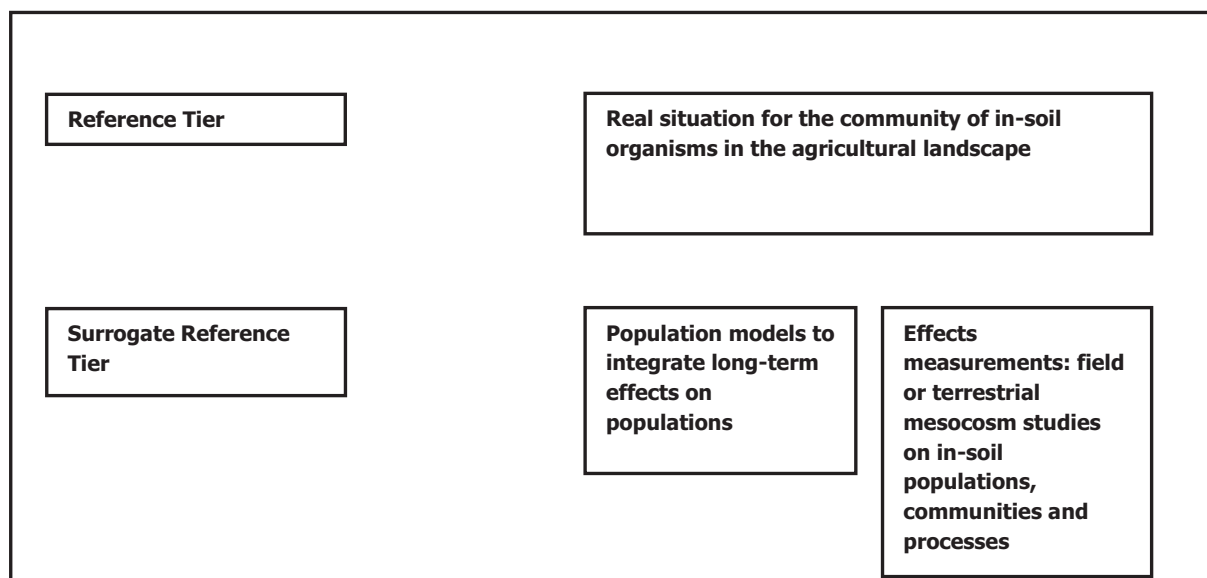 Reference Tier
Real situation for the community of in-soil
organisms in the agricultural landscape
Surrogate Reference
Tier
Population models to
integrate long-term
effects on
populations
Effects
measurements: field
or terrestrial
mesocosm studies
on in-soil
populations,
communities and
processes